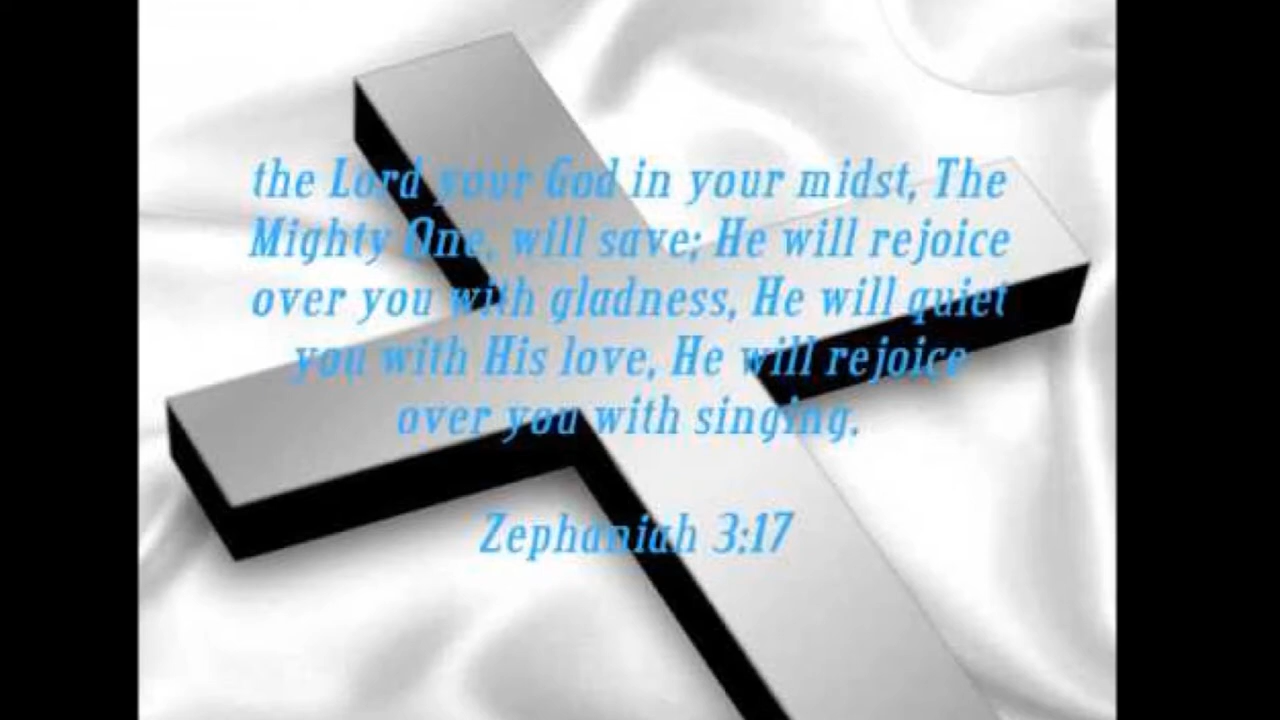 the Lord your God in your midst, The
Mighty One, will save; He will rejoice
over you with gladness, He will quiet
you with His love, He will rejoice
over you with singing.
Zephaniah 3:17